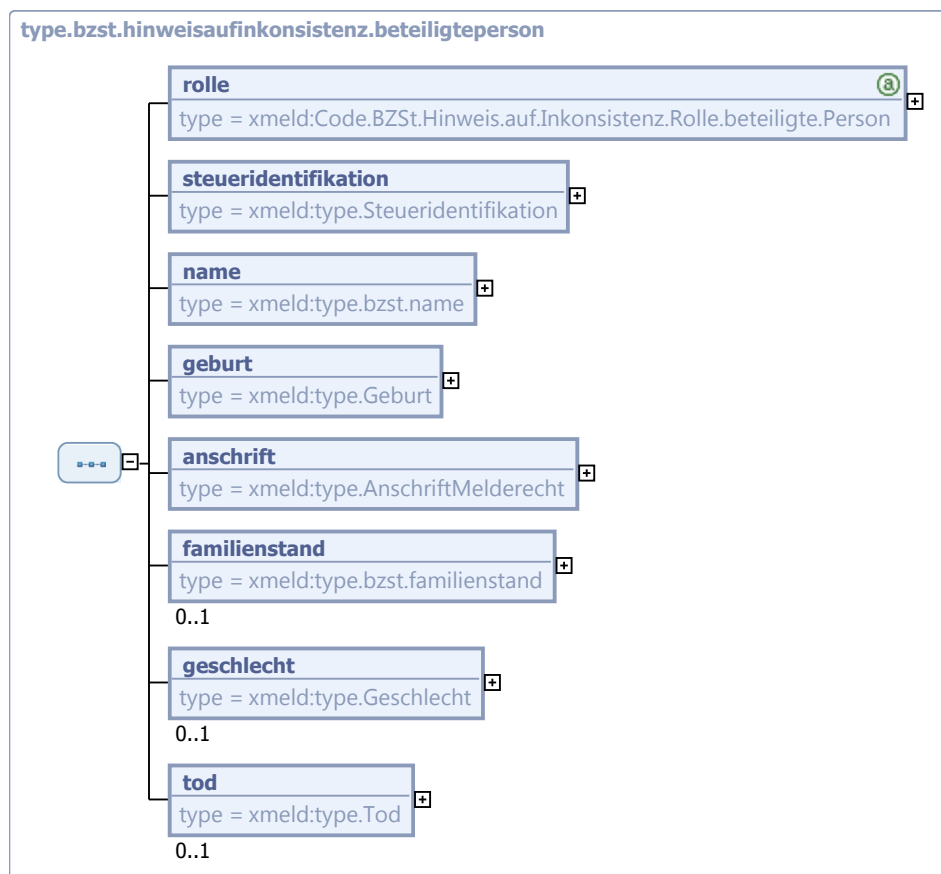 type.bzst.hinweisaufinkonsistenz.beteiligteperson
rolle
type = xmeld:Code.BZSt.Hinweis.auf.Inkonsistenz.Rolle.beteiligte.Person
steueridentifikation
type = xmeld:type.Steueridentifikation
name
type = xmeld:type.bzst.name
geburt
type = xmeld:type.Geburt
anschrift
type = xmeld:type.AnschriftMelderecht
familienstand
type = xmeld:type.bzst.familienstand
0..1
geschlecht
type = xmeld:type.Geschlecht
0..1
tod
type = xmeld:type.Tod
0..1